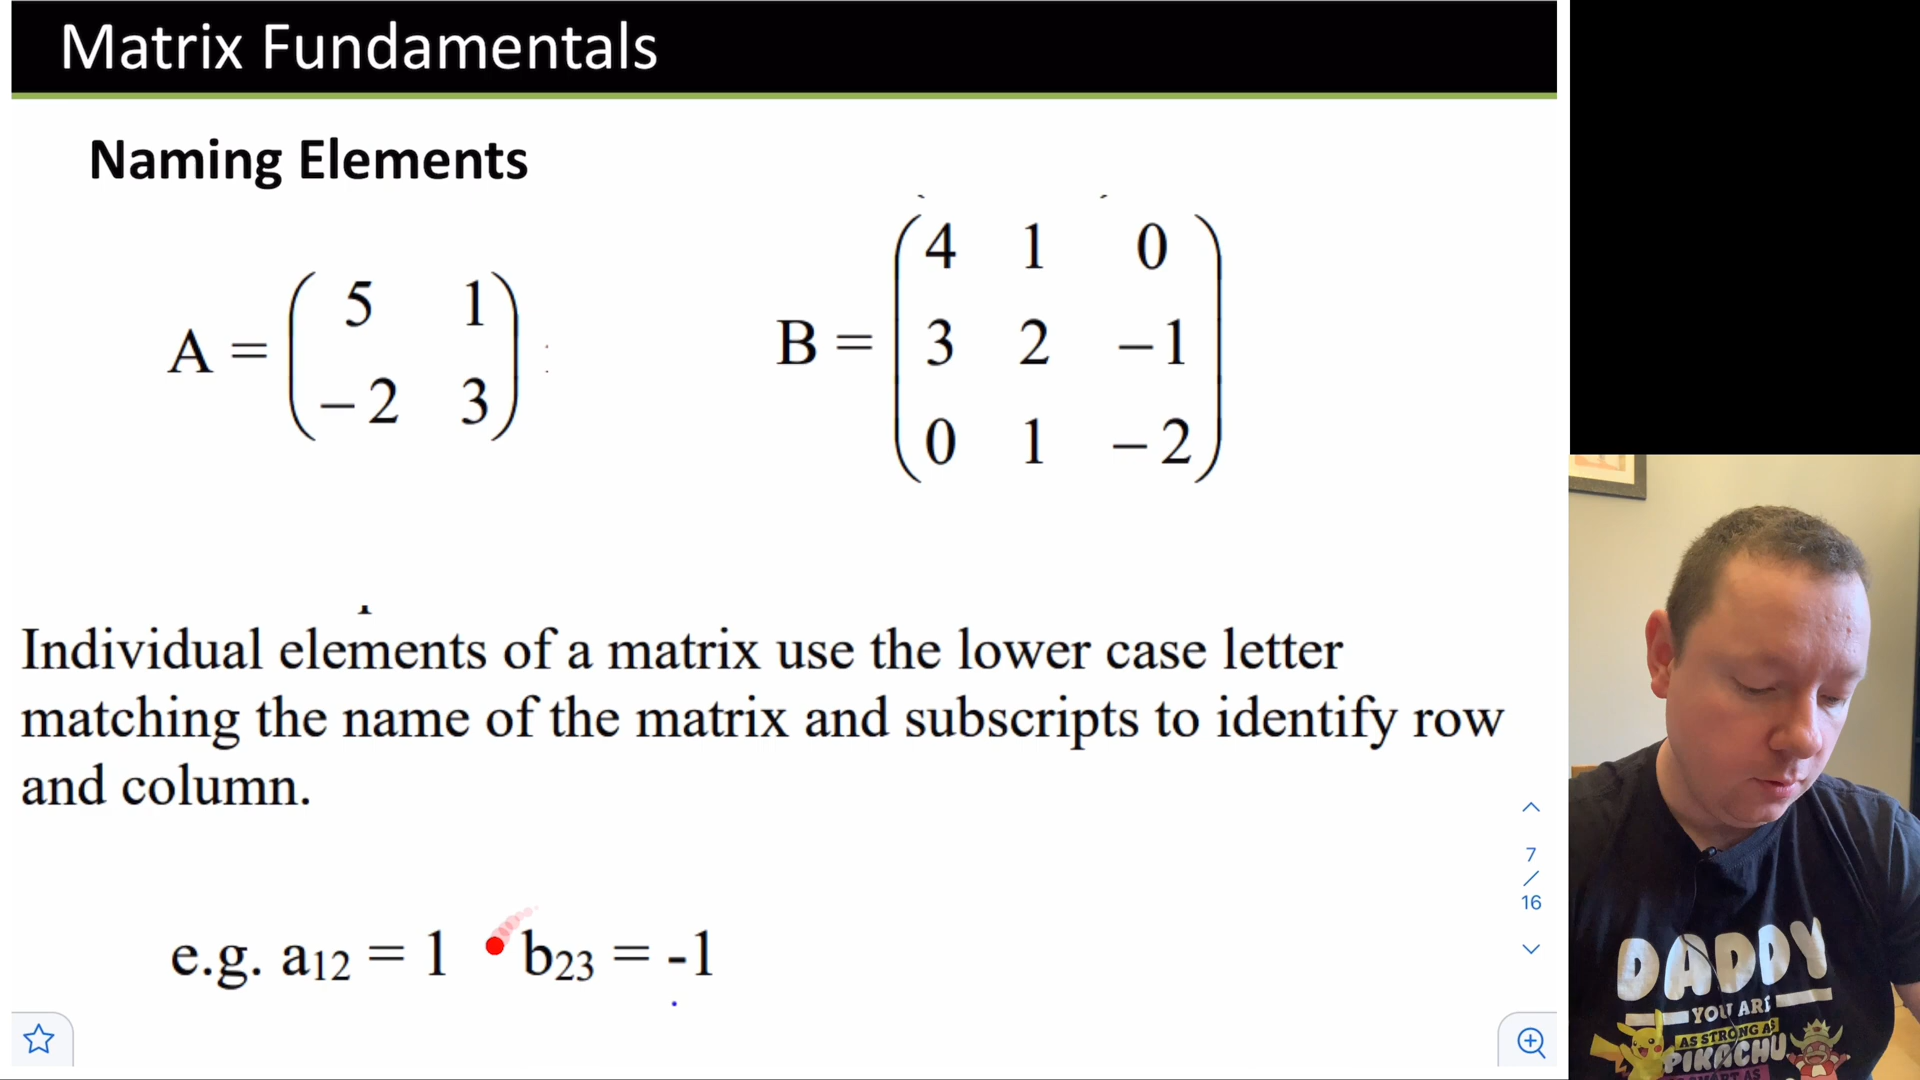 Matrix Fundamentals
Naming Elements
A = ( 5 1
-2 3 )
B = ( 4 1 0
3 2 -1
0 1 -2 )
Individual elements of a matrix use the lower case letter
matching the name of the matrix and subscripts to identify row
and column.
e.g. a₁₂ = 1 b₂₃ = -1
7
/
16
DADDY
YOU ARE
AS STRONG AS
PIKACHU